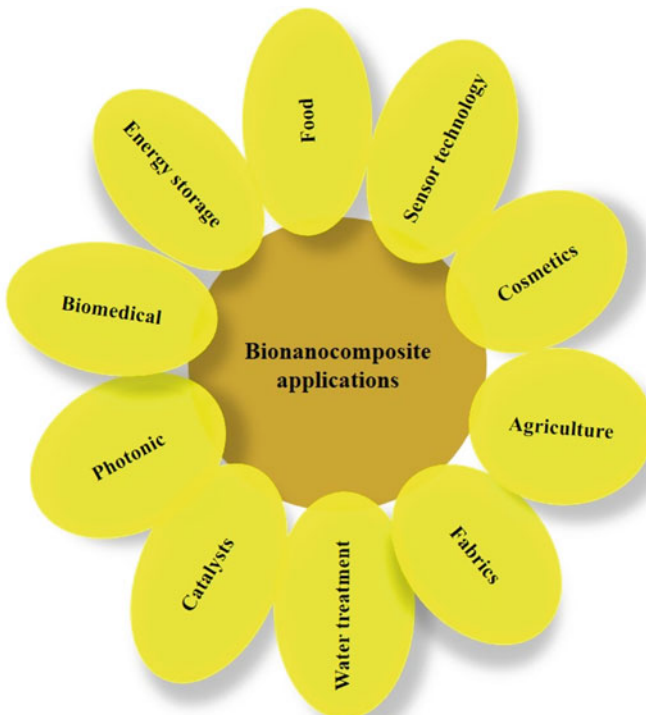 Food
Sensor technology
Cosmetics
Agriculture
Fabrics
Water treatment
Catalysts
Photonic
Biomedical
Energy storage
Bionanocomposite
applications